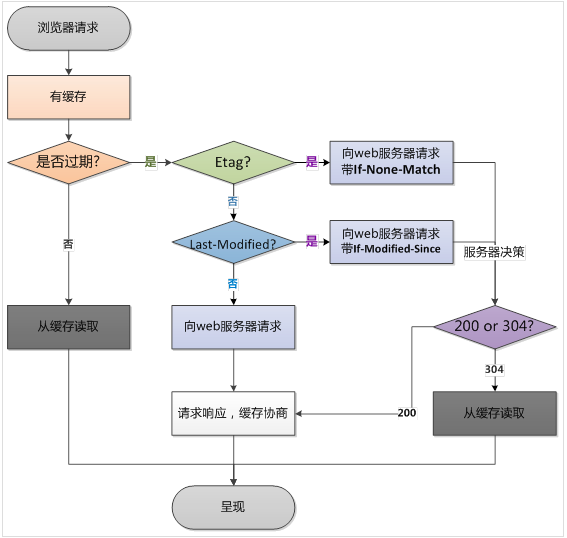 浏览器请求
有缓存
是否过期?
是
Etag?
是
向web服务器请求
带If-None-Match
否
否
Last-Modified?
是
向web服务器请求
带If-Modified-Since
服务器决策
否
从缓存读取
向web服务器请求
200 or 304?
304
请求响应，缓存协商
200
从缓存读取
呈现